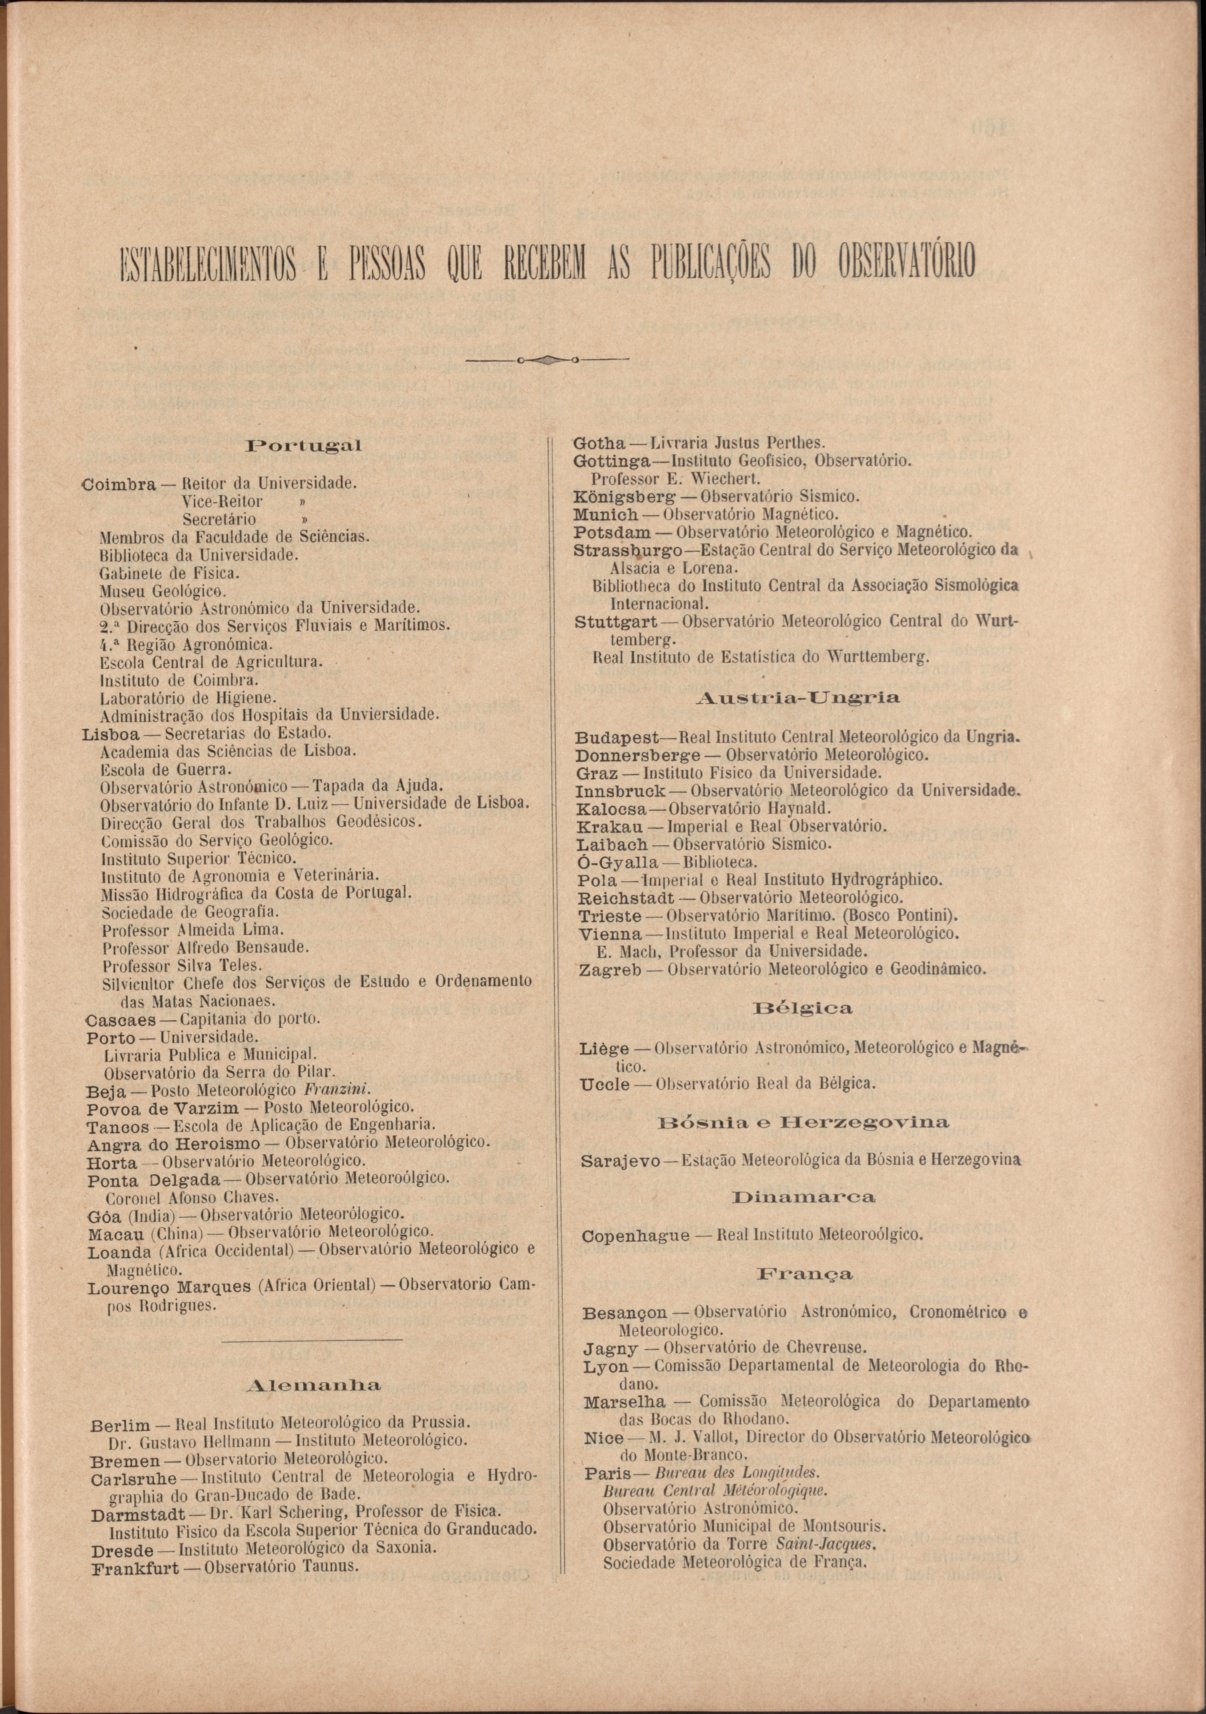 ESTABELECIMENTOS E PESSOAS QUE RECEBEM AS PUBLICAÇÕES DO OBSERVATÓRIO
Portugal
Coimbra — Reitor da Universidade.
Vice-Reitor »
Secretário »
Membros da Faculdade de Sciências.
Biblioteca da Universidade.
Gabinete de Física.
Museu Geológico.
Observatório Astronómico da Universidade.
2.ª Direcção dos Serviços Fluviais e Marítimos.
4.ª Região Agronómica.
Escola Central de Agricultura.
Instituto de Coimbra.
Laboratório de Higiene.
Administração dos Hospitais da Unviersidade.
Lisboa — Secretarias do Estado.
Academia das Sciências de Lisboa.
Escola de Guerra.
Observatório Astronómico — Tapada da Ajuda.
Observatório do Infante D. Luiz — Universidade de Lisboa.
Direcção Geral dos Trabalhos Geodésicos.
Comissão do Serviço Geológico.
Instituto Superior Técnico.
Instituto de Agronomia e Veterinária.
Missão Hidrográfica da Costa de Portugal.
Sociedade de Geografia.
Professor Almeida Lima.
Professor Alfredo Bensaude.
Professor Silva Teles.
Silvicultor Chefe dos Serviços de Estudo e Ordenamento
das Matas Nacionaes.
Cascaes — Capitania do porto.
Porto — Universidade.
Livraria Publica e Municipal.
Observatório da Serra do Pilar.
Beja — Posto Meteorológico Franzini.
Povoa de Varzim — Posto Meteorológico.
Tancos — Escola de Aplicação de Engenharia.
Angra do Heroismo — Observatório Meteorológico.
Horta — Observatório Meteorológico.
Ponta Delgada — Observatório Meteoroólgico.
Coronel Afonso Chaves.
Góa (India) — Observatório Meteorólogico.
Macau (China) — Observatório Meteorológico.
Loanda (Africa Occidental) — Observatório Meteorológico e
Magnético.
Lourenço Marques (Africa Oriental) — Observatorio Cam-
pos Rodrigues.
Alemanha
Berlim — Real Instituto Meteorológico da Prussia.
Dr. Gustavo Hellmann — Instituto Meteorológico.
Bremen — Observatorio Meteorológico.
Carlsruhe — Instituto Central de Meteorologia e Hydro-
graphia do Gran-Ducado de Bade.
Darmstadt — Dr. Karl Schering, Professor de Fisica.
Instituto Fisico da Escola Superior Técnica do Granducado.
Dresde — Instituto Meteorológico da Saxonia.
Frankfurt — Observatório Taunus.
Gotha — Livraria Justus Perthes.
Gottinga — Instituto Geofisico, Observatório.
Professor E. Wiechert.
Königsberg — Observatório Sismico.
Munich — Observatório Magnético.
Potsdam — Observatório Meteorológico e Magnético.
Strassburgo — Estação Central do Serviço Meteorológico da
Alsacia e Lorena.
Bibliotheca do Instituto Central da Associação Sismológica
Internacional.
Stuttgart — Observatório Meteorológico Central do Wurt-
temberg.
Real Instituto de Estatistica do Wurttemberg.
Austria-Ungria
Budapest — Real Instituto Central Meteorológico da Ungria.
Donnersberge — Observatório Meteorológico.
Graz — Instituto Físico da Universidade.
Innsbruck — Observatório Meteorológico da Universidade.
Kalocsa — Observatório Haynald.
Krakau — Imperial e Real Observatório.
Laibach — Observatório Sísmico.
Ó-Gyalla — Biblioteca.
Pola — Imperial e Real Instituto Hydrográphico.
Reichstadt — Observatório Meteorológico.
Trieste — Observatório Marítimo. (Bosco Pontini).
Vienna — Instituto Imperial e Real Meteorológico.
E. Mach, Professor da Universidade.
Zagreb — Observatório Meteorológico e Geodinâmico.
Bélgica
Liège — Observatório Astronómico, Meteorológico e Magné-
tico.
Uccle — Observatório Real da Bélgica.
Bósnia e Herzegovina
Sarajevo — Estação Meteorológica da Bósnia e Herzegovina
Dinamarca
Copenhague — Real Instituto Meteoroólgico.
França
Besançon — Observatório Astronómico, Cronométrico e
Meteorologico.
Jagny — Observatório de Chevreuse.
Lyon — Comissão Departamental de Meteorologia do Rho-
dano.
Marselha — Comissão Meteorológica do Departamento
das Bocas do Rhodano.
Nice — M. J. Vallot, Director do Observatório Meteorológico
do Monte-Branco.
Paris — Bureau des Longitudes.
Bureau Central Météorologique.
Observatório Astronómico.
Observatório Municipal de Montsouris.
Observatório da Torre Saint-Jacques.
Sociedade Meteorológica de França.